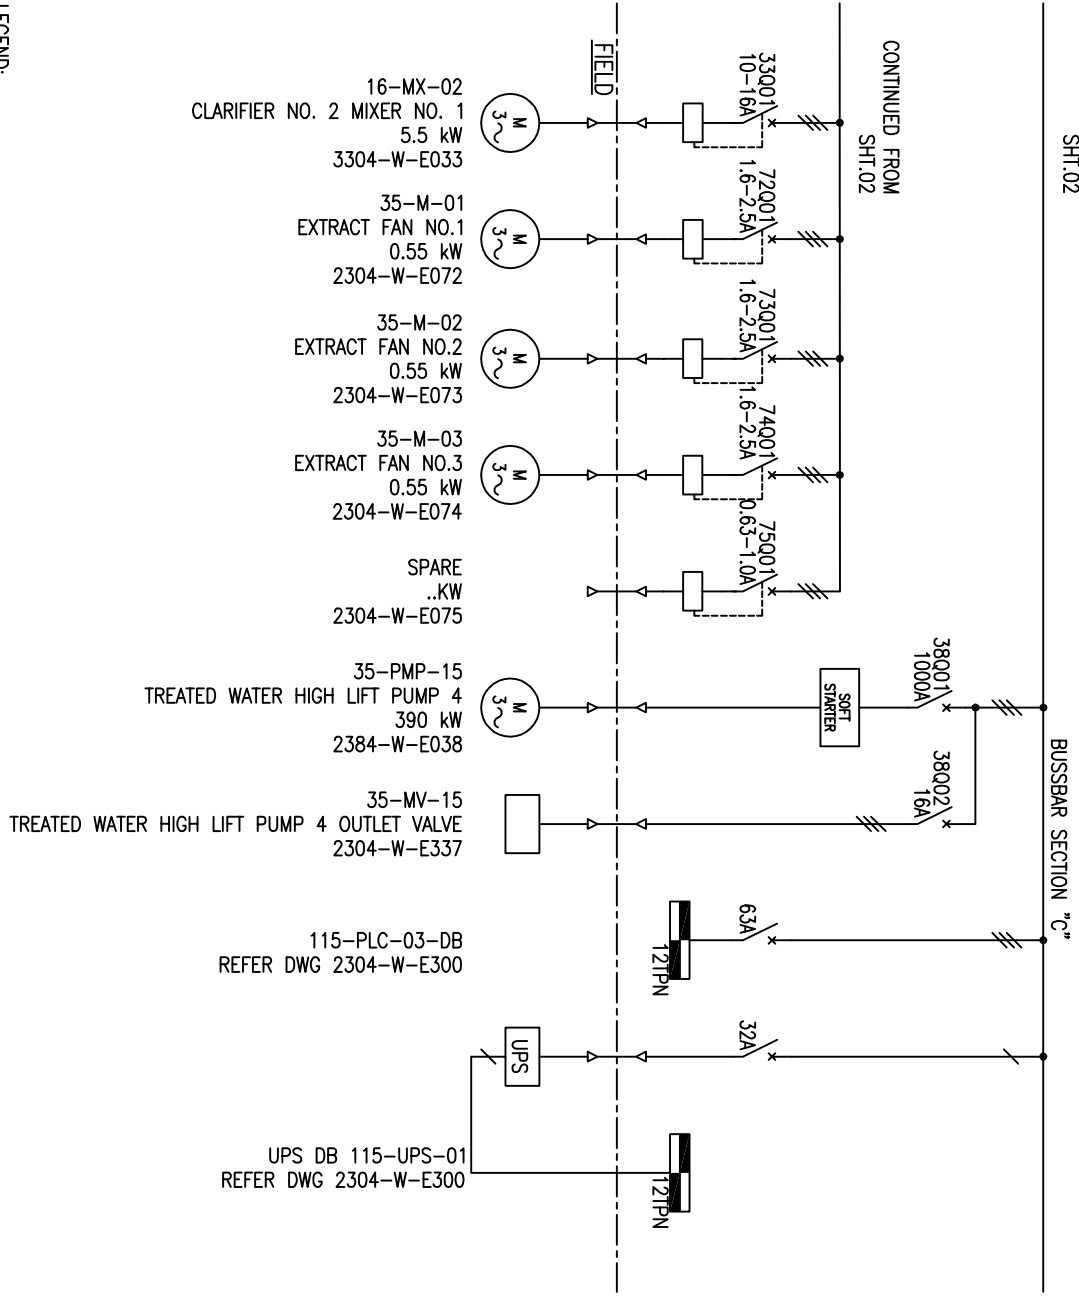 LEGEND:
SHT.02
BUSSBAR SECTION "C"
CONTINUED FROM
SHT.02
FIELD
33Q01
10-16A
M
3~
16-MX-02
CLARIFIER NO. 2 MIXER NO. 1
5.5 kW
3304-W-E033
72Q01
1.6-2.5A
M
3~
35-M-01
EXTRACT FAN NO.1
0.55 kW
2304-W-E072
73Q01
1.6-2.5A
M
3~
35-M-02
EXTRACT FAN NO.2
0.55 kW
2304-W-E073
74Q01
1.6-2.5A
M
3~
35-M-03
EXTRACT FAN NO.3
0.55 kW
2304-W-E074
75Q01
0.63-1.0A
SPARE
..KW
2304-W-E075
38Q01
1000A
SOFT
STARTER
M
3~
35-PMP-15
TREATED WATER HIGH LIFT PUMP 4
390 kW
2384-W-E038
38Q02
16A
35-MV-15
TREATED WATER HIGH LIFT PUMP 4 OUTLET VALVE
2304-W-E337
63A
12TPN
115-PLC-03-DB
REFER DWG 2304-W-E300
32A
UPS
12TPN
UPS DB 115-UPS-01
REFER DWG 2304-W-E300